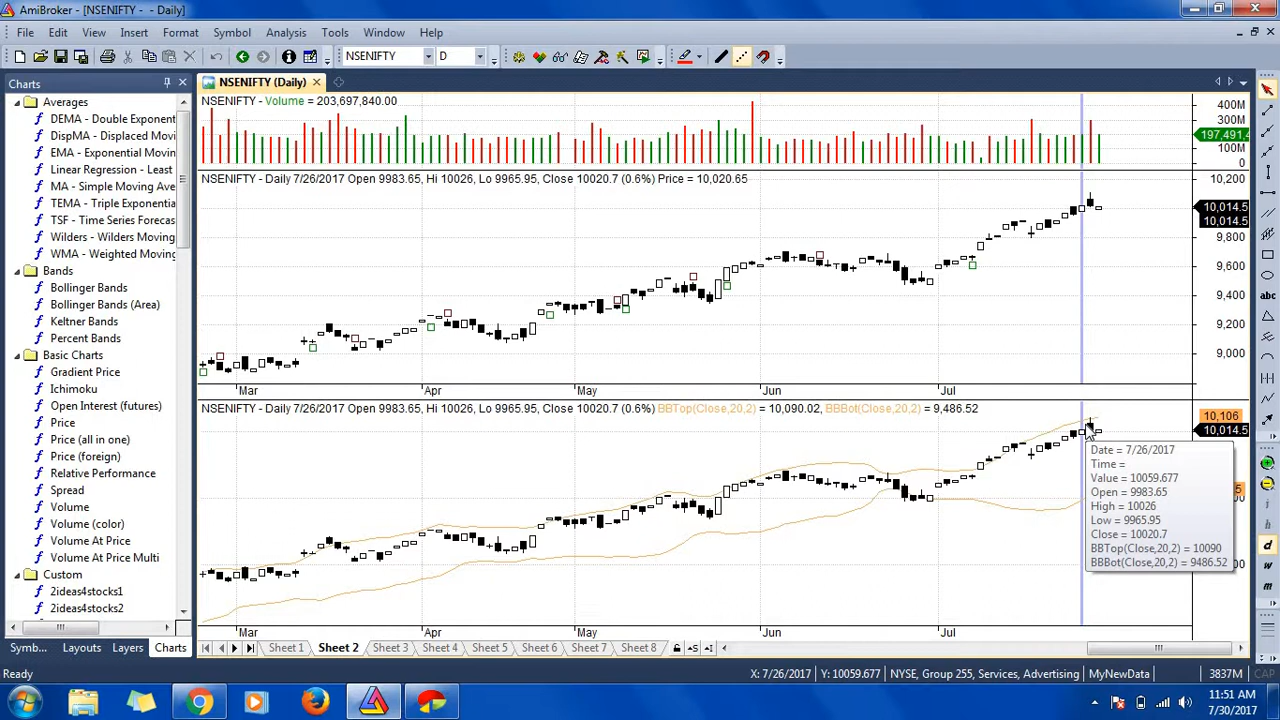 AmiBroker - [NSENIFTY - - Daily]
File Edit View Insert Format Symbol Analysis Tools Window Help
NSENIFTY D
Charts
NSENIFTY (Daily)
Averages
DEMA - Double Exponent
DispMA - Displaced Movi
EMA - Exponential Movin
Linear Regression - Least
MA - Simple Moving Ave
TEMA - Triple Exponentia
TSF - Time Series Forecas
Wilders - Wilders Moving
WMA - Weighted Moving
Bands
Bollinger Bands
Bollinger Bands (Area)
Keltner Bands
Percent Bands
Basic Charts
Gradient Price
Ichimoku
Open Interest (futures)
Price
Price (all in one)
Price (foreign)
Relative Performance
Spread
Volume
Volume (color)
Volume At Price
Volume At Price Multi
Custom
2ideas4stocks1
2ideas4stocks2
Symb... Layouts Layers Charts
NSENIFTY - Volume = 203,697,840.00
400M
197,491,4
100M
0
NSENIFTY - Daily 7/26/2017 Open 9983.65, Hi 10026, Lo 9965.95, Close 10020.7 (0.6%) Price = 10,020.65
10,200
10,014.5
10,014.5
9,800
9,600
9,400
9,200
9,000
Mar Apr May Jun Jul
NSENIFTY - Daily 7/26/2017 Open 9983.65, Hi 10026, Lo 9965.95, Close 10020.7 (0.6%) BBTop(Close,20,2) = 10,090.02, BBBot(Close,20,2) = 9,486.52
10,106
10,014.5
Date = 7/26/2017
Time =
Value = 10059.677
Open = 9983.65
High = 10026
Low = 9965.95
Close = 10020.7
BBTop(Close,20,2) = 10090
BBBot(Close,20,2) = 9486.52
Mar Apr May Jun Jul
Sheet 1 Sheet 2 Sheet 3 Sheet 4 Sheet 5 Sheet 6 Sheet 7 Sheet 8
Ready X: 7/26/2017 Y: 10059.677 NYSE, Group 255, Services, Advertising MyNewData 3837M CAP
11:51 AM
7/30/2017